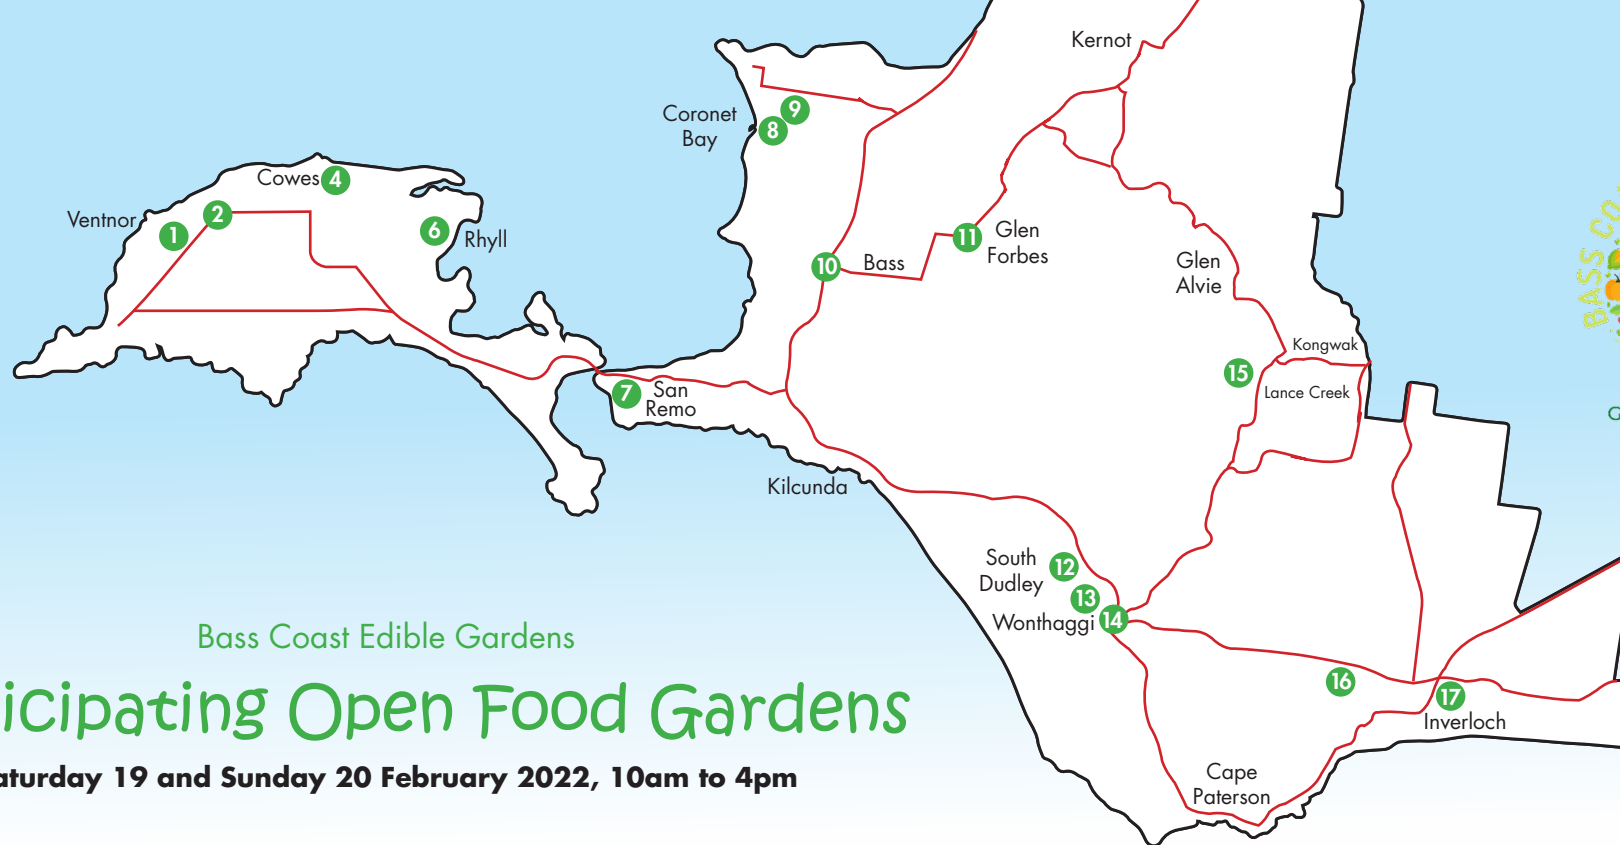 Kernot
Coronet
Bay
9
8
Cowes
4
Ventnor
2
1
6
Rhyll
11
Glen
Forbes
10
Bass
Glen
Alvie
Kongwak
15
Lance Creek
7
San
Remo
Kilcunda
South
Dudley
12
13
Wonthaggi
14
16
17
Inverloch
Cape
Paterson
BASS CO
G
Bass Coast Edible Gardens
icipating Open Food Gardens
aturday 19 and Sunday 20 February 2022, 10am to 4pm